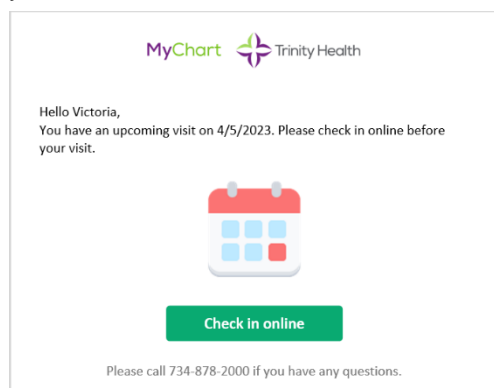 MyChart Trinity Health
Hello Victoria,
You have an upcoming visit on 4/5/2023. Please check in online before
your visit.
Check in online
Please call 734-878-2000 if you have any questions.